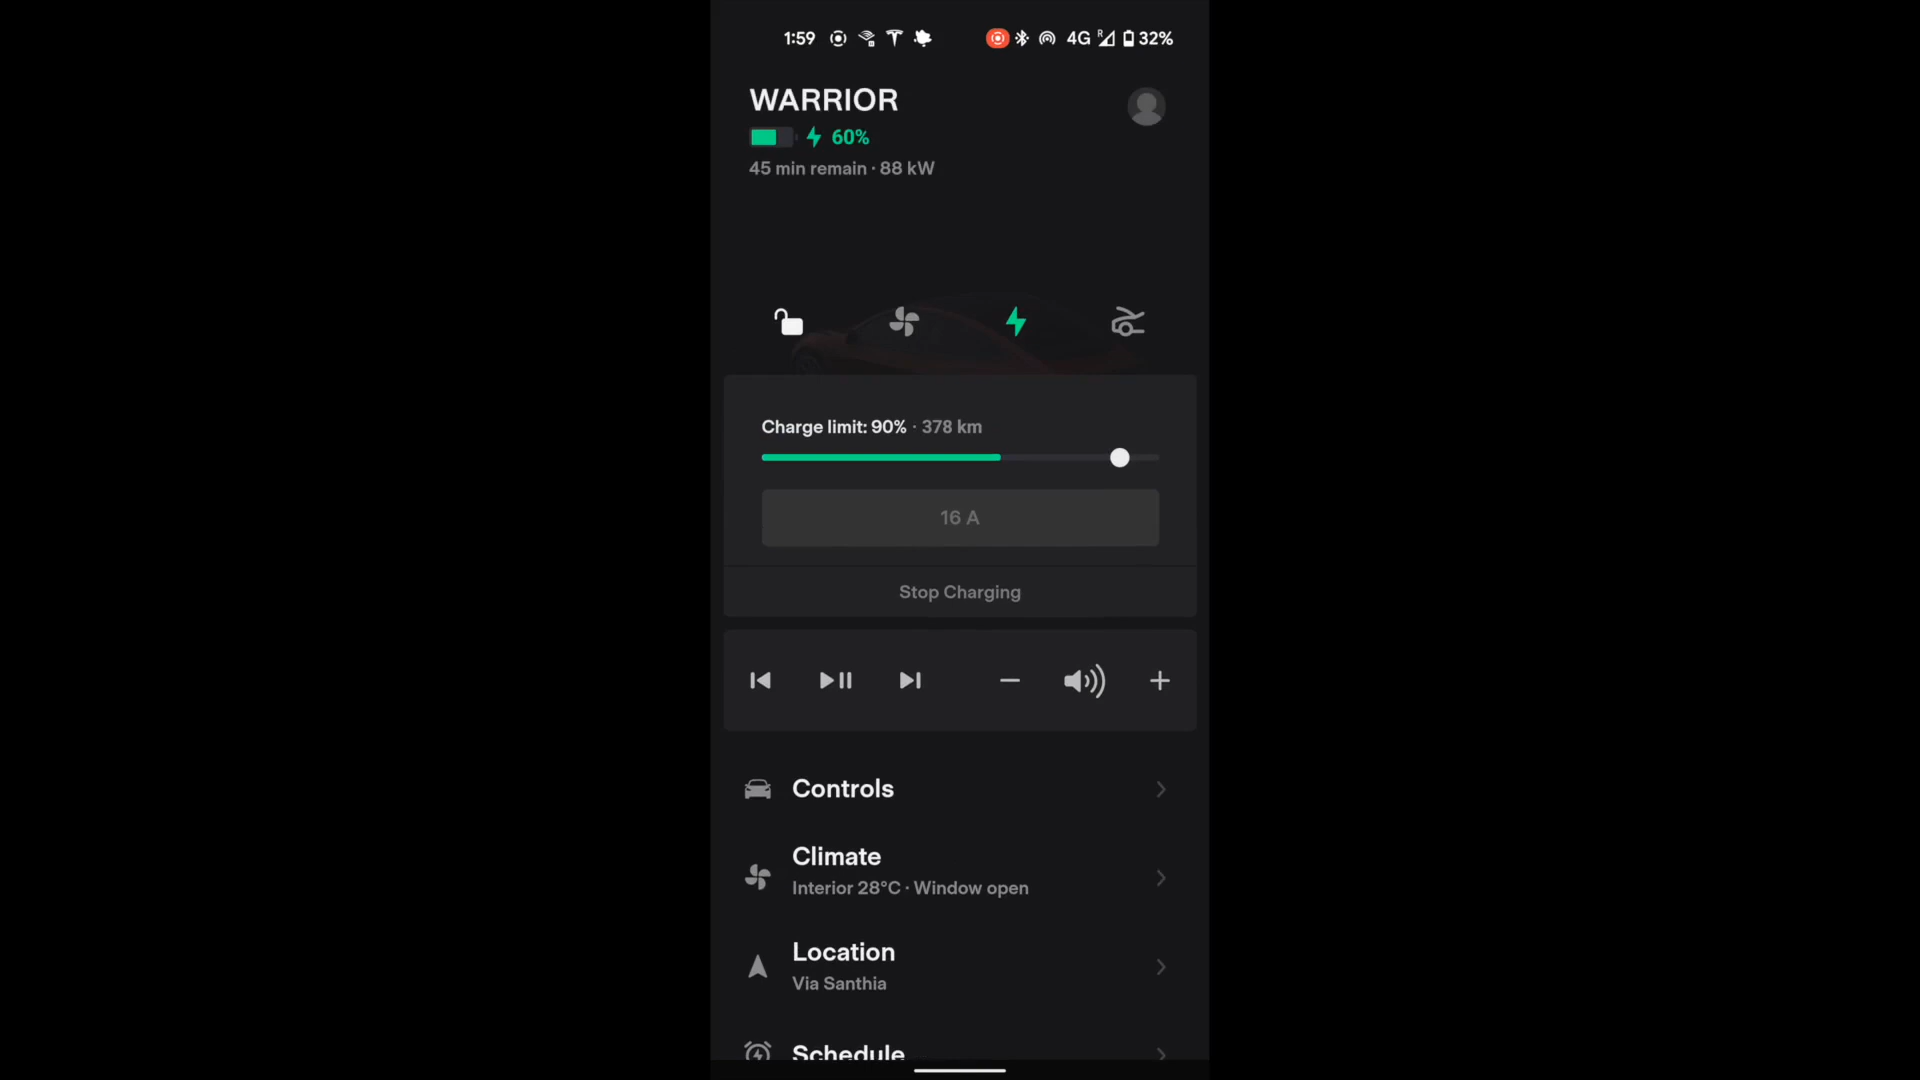 1:59 4G R 32%
WARRIOR
60%
45 min remain · 88 kW
Charge limit: 90% · 378 km
16 A
Stop Charging
Controls
Climate
Interior 28°C · Window open
Location
Via Santhia
Schedule